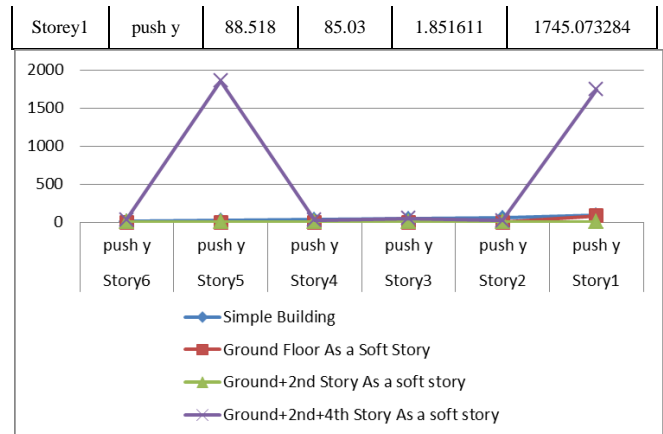 Storey1 push y 88.518 85.03 1.851611 1745.073284
2000
1500
1000
500
0
push y push y push y push y push y push y
Story6 Story5 Story4 Story3 Story2 Story1
Simple Building
Ground Floor As a Soft Story
Ground+2nd Story As a soft story
Ground+2nd+4th Story As a soft story